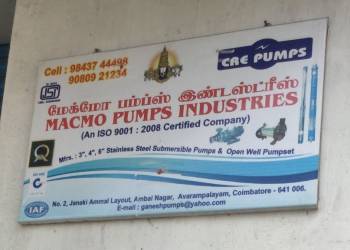 Cell : 98437 44498
90809 21234
CRE PUMPS
ISI
மேக்மோ பம்ப்ஸ் இண்டஸ்ட்ரீஸ்
MACMO PUMPS INDUSTRIES
(An ISO 9001 : 2008 Certified Company)
Mfrs. : 3", 4", 6" Stainless Steel Submersible Pumps & Open Well Pumpset
No. 2, Janaki Ammal Layout, Ambal Nagar, Avarampalayam, Coimbatore - 641 006.
IAF
E-mail : ganeshpumps@yahoo.com